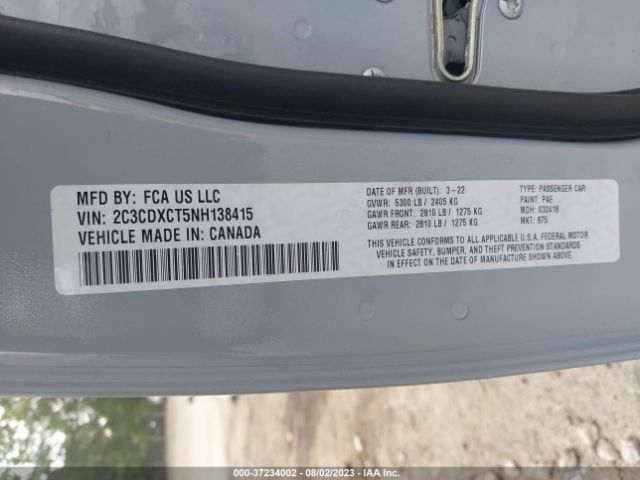 MFD BY: FCA US LLC
VIN: 2C3CDXCT5NH138415
VEHICLE MADE IN: CANADA
DATE OF MFR (BUILT): 3-22
GVWR: 5300 LB / 2405 KG
GAWR FRONT: 2810 LB / 1275 KG
GAWR REAR: 2810 LB / 1275 KG
TYPE: PASSENGER CAR
PAINT: PAE
MDH: 032418
MKT: 875
THIS VEHICLE CONFORMS TO ALL APPLICABLE U.S.A. FEDERAL MOTOR
VEHICLE SAFETY, BUMPER, AND THEFT PREVENTION STANDARDS
IN EFFECT ON THE DATE OF MANUFACTURE SHOWN ABOVE.
000-37234002 - 08/02/2023 - IAA Inc.